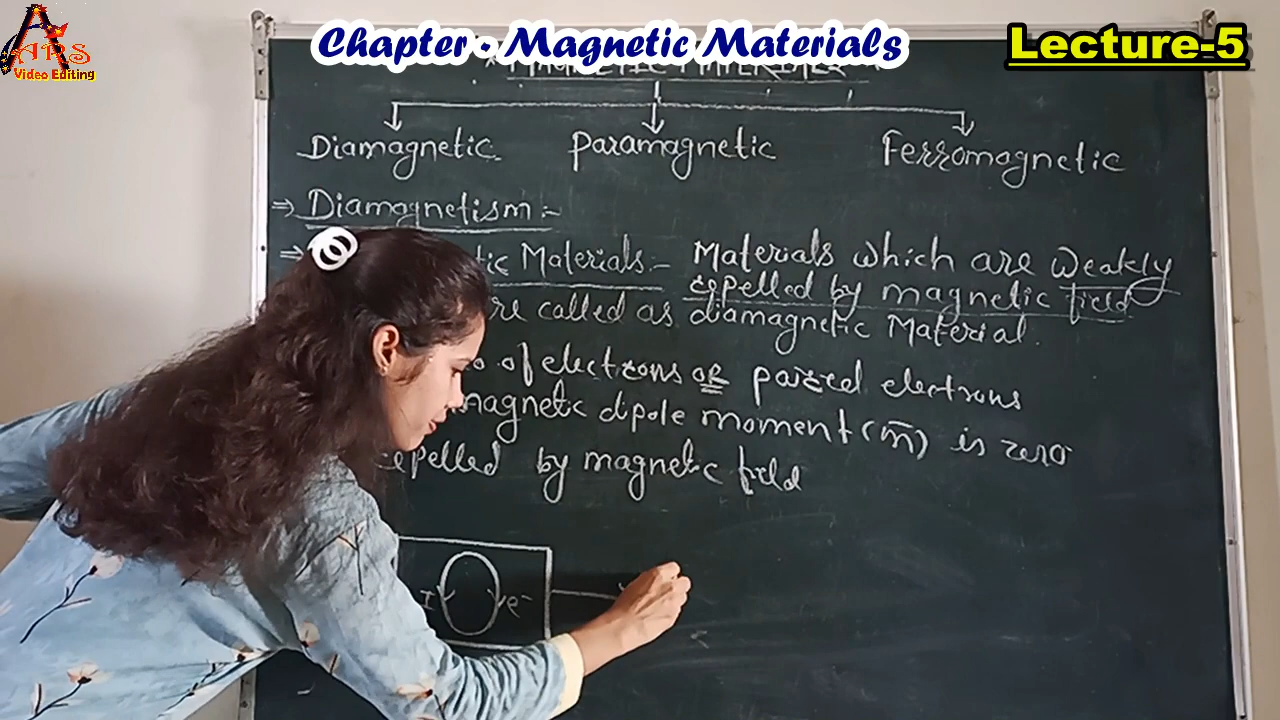 ARS
Video Editing
Chapter - Magnetic Materials
Lecture-5
Diamagnetic
Paramagnetic
Ferromagnetic
⇒ Diamagnetism :-
⇒ tic Materials :- Materials which are weakly
repelled by magnetic field
re called as diamagnetic Material.
o of electrons or paired electrons
magnetic dipole moment (m̄) is zero
repelled by magnetic field
I e⁻